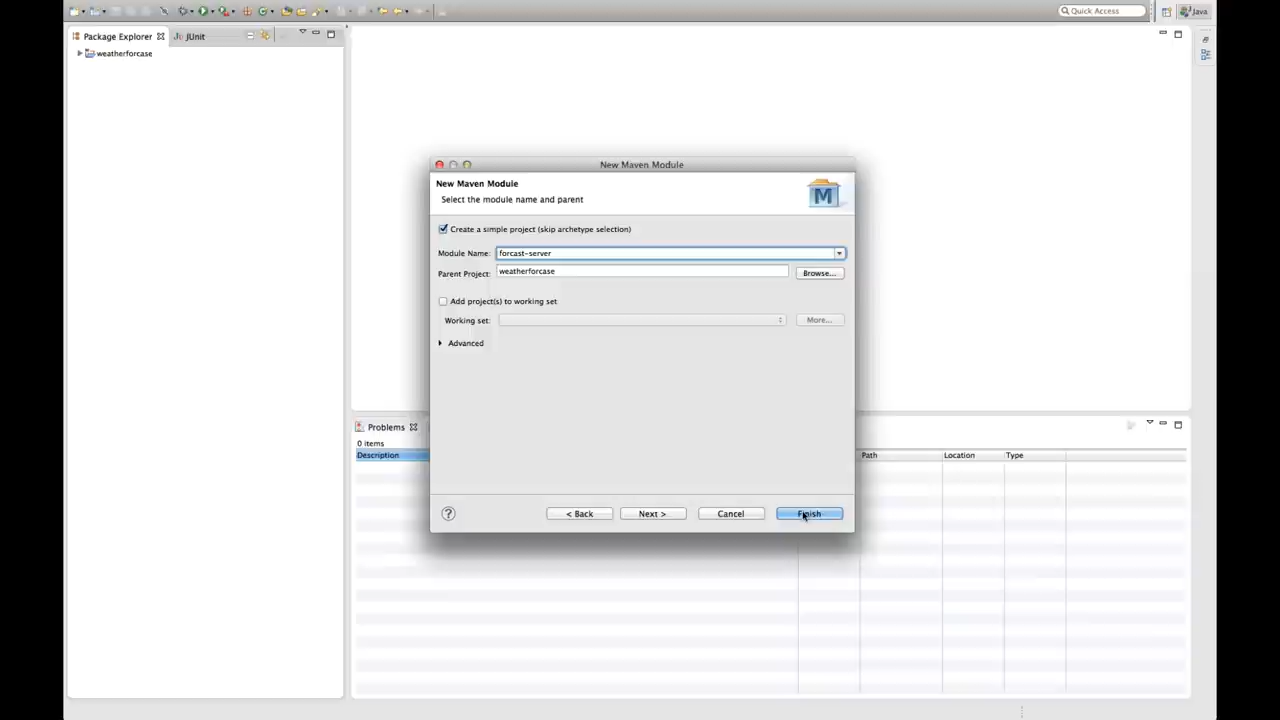 Quick Access
Java
Package Explorer
JUnit
weatherforcase
New Maven Module
New Maven Module
Select the module name and parent
M
Create a simple project (skip archetype selection)
Module Name: forcast-server
Parent Project: weatherforcase Browse...
Add project(s) to working set
Working set: More...
Advanced
Problems
0 items
Description Path Location Type
? < Back Next > Cancel Finish